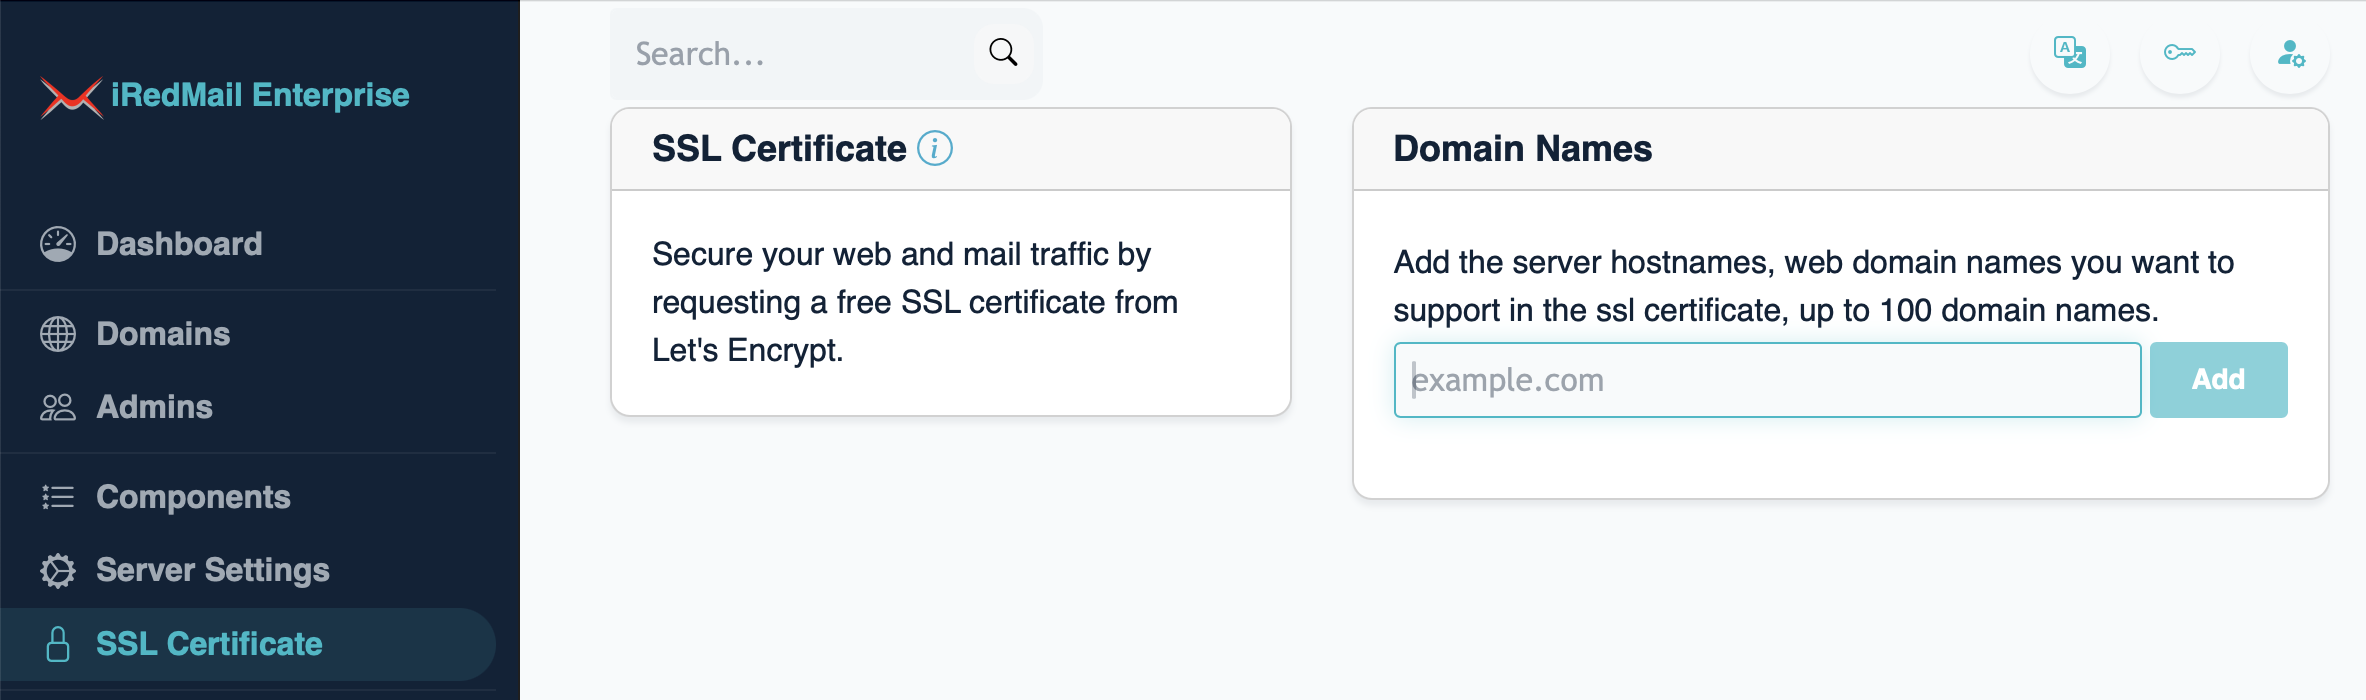 iRedMail Enterprise
Dashboard
Domains
Admins
Components
Server Settings
SSL Certificate
Search...
SSL Certificate
Secure your web and mail traffic by
requesting a free SSL certificate from
Let's Encrypt.
Domain Names
Add the server hostnames, web domain names you want to
support in the ssl certificate, up to 100 domain names.
example.com
Add